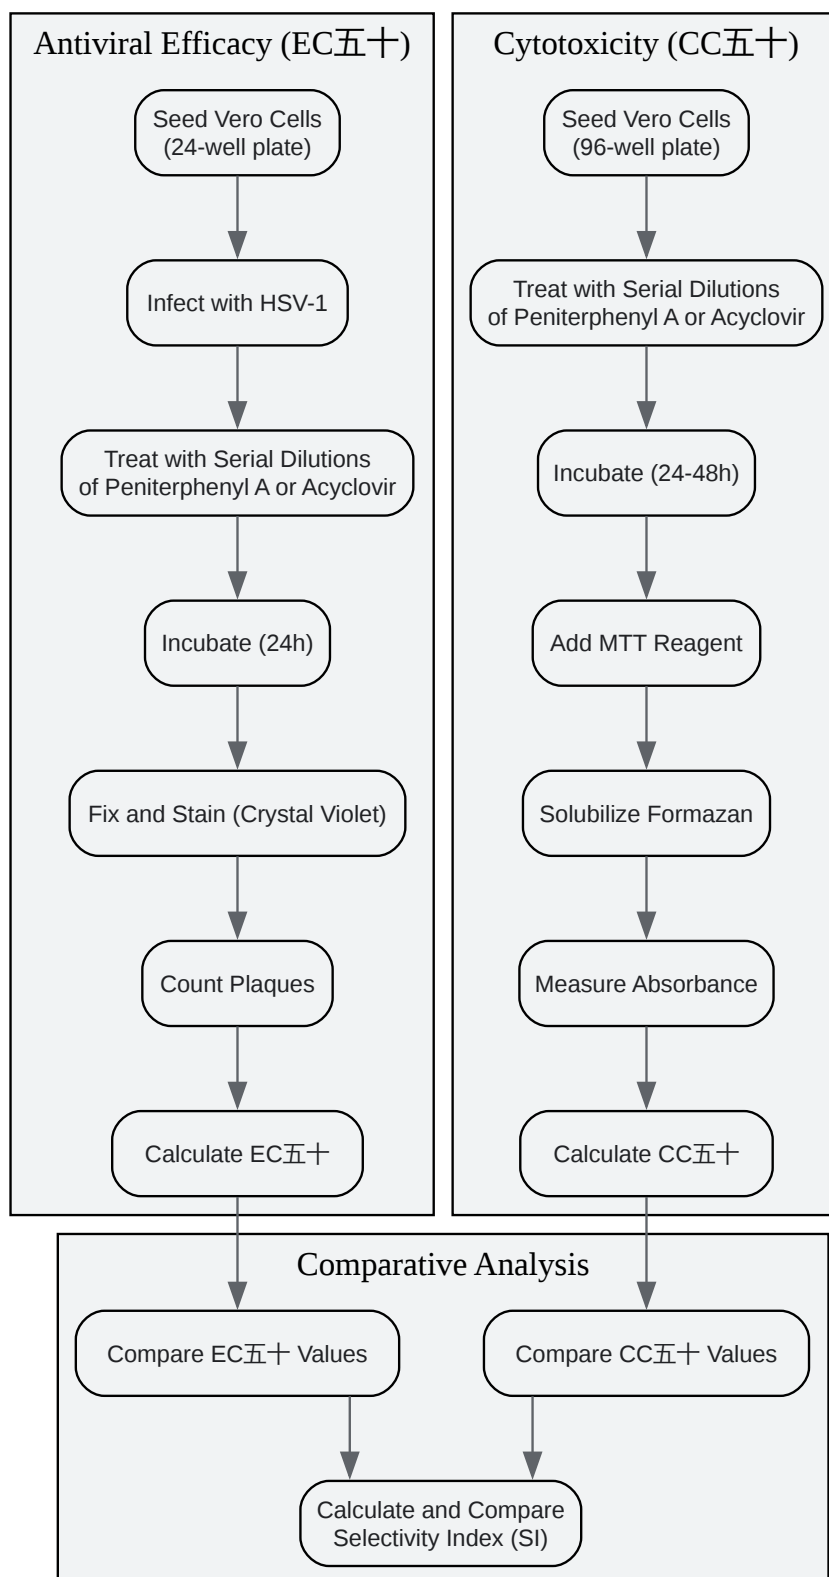 Antiviral Efficacy (EC五十)
Seed Vero Cells
(24-well plate)
Infect with HSV-1
Treat with Serial Dilutions
of Peniterphenyl A or Acyclovir
Incubate (24h)
Fix and Stain (Crystal Violet)
Count Plaques
Calculate EC五十
Cytotoxicity (CC五十)
Seed Vero Cells
(96-well plate)
Treat with Serial Dilutions
of Peniterphenyl A or Acyclovir
Incubate (24-48h)
Add MTT Reagent
Solubilize Formazan
Measure Absorbance
Calculate CC五十
Comparative Analysis
Compare EC五十 Values
Compare CC五十 Values
Calculate and Compare
Selectivity Index (SI)